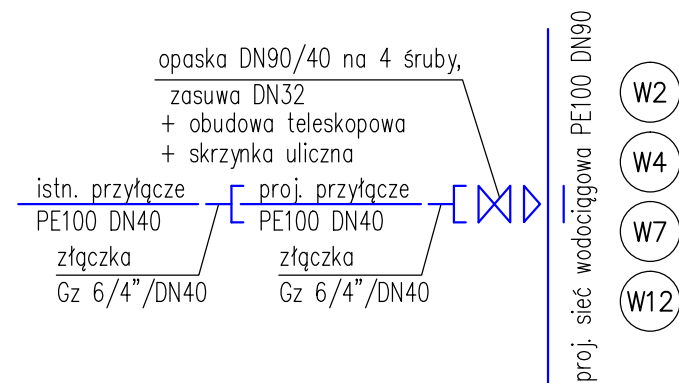 opaska DN90/40 na 4 śruby,
zasuwa DN32
+ obudowa teleskopowa
+ skrzynka uliczna
istn. przyłącze
PE100 DN40
złączka
Gz 6/4"/DN40
proj. przyłącze
PE100 DN40
złączka
Gz 6/4"/DN40
proj. sieć wodociągowa PE100 DN90
W2
W4
W7
W12